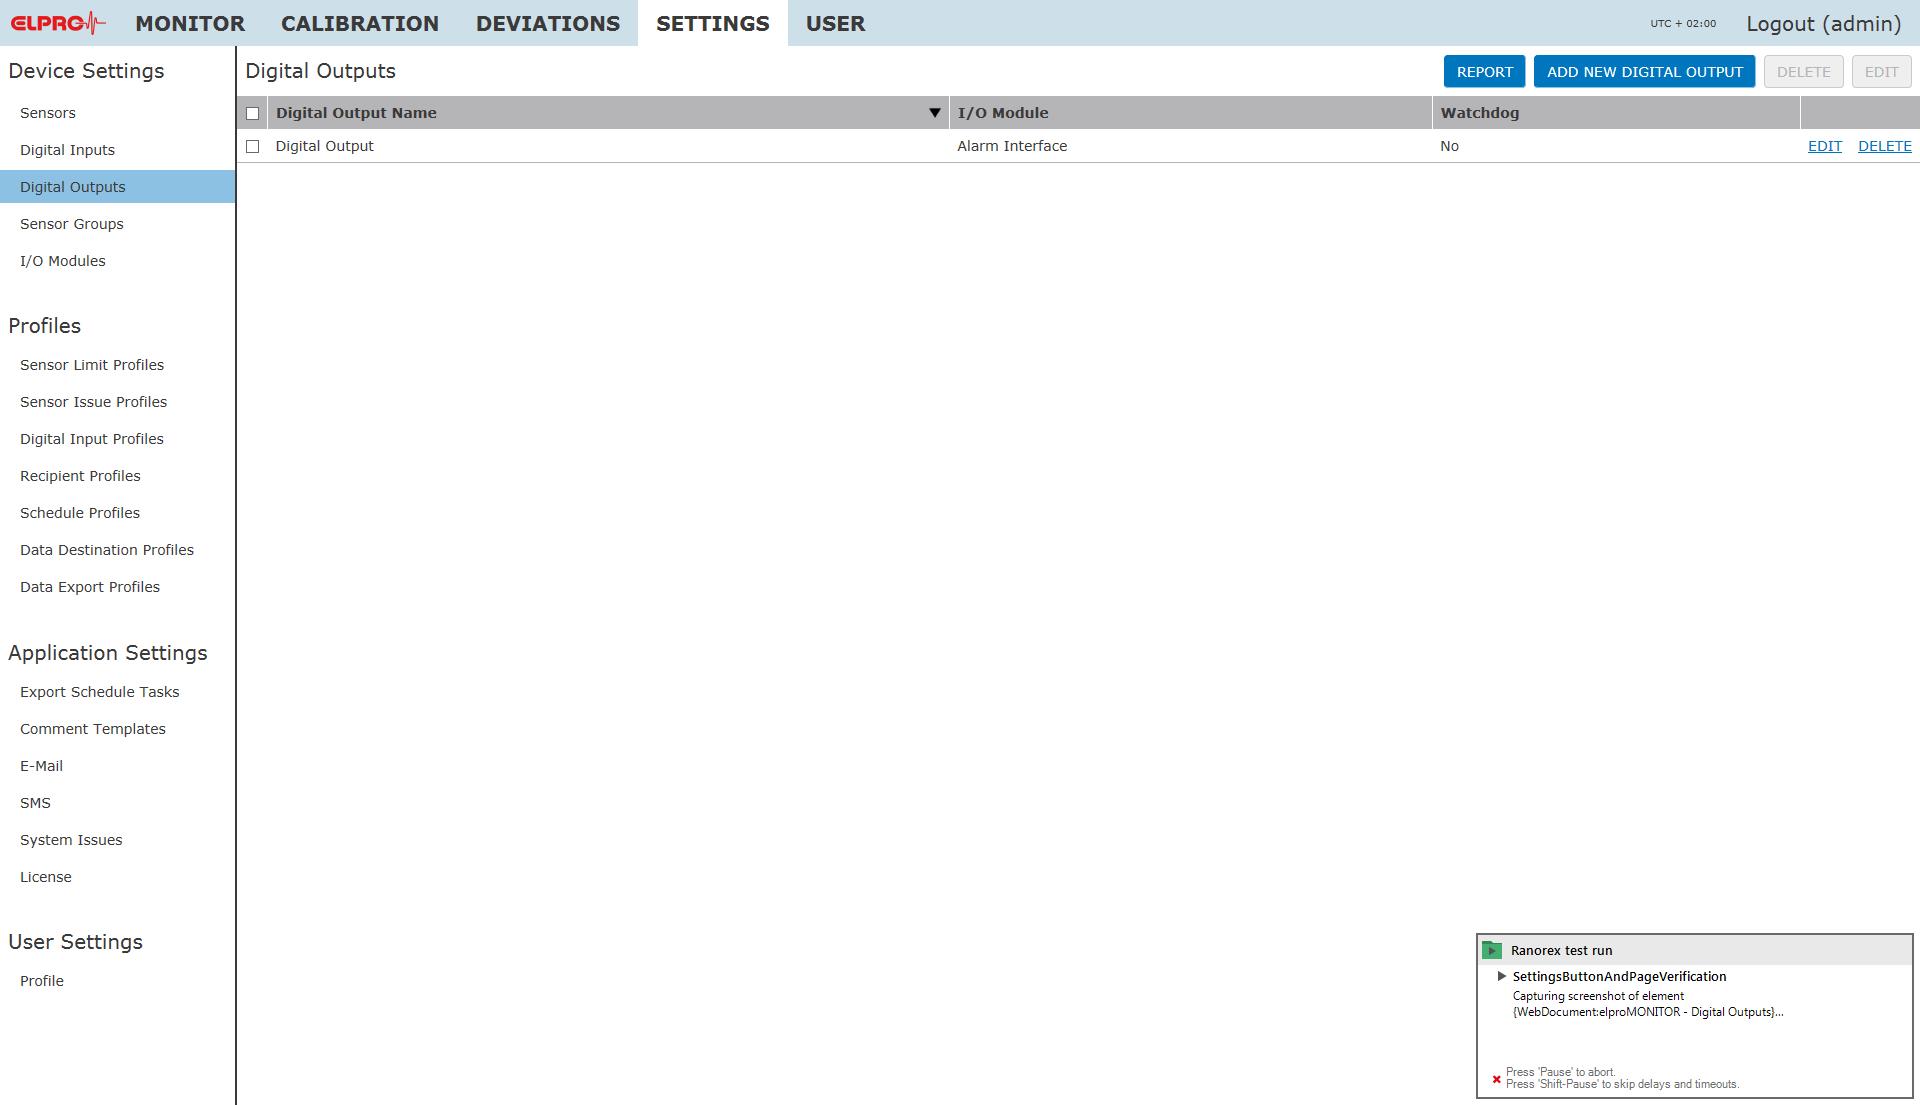 ELPRO
MONITOR
CALIBRATION
DEVIATIONS
SETTINGS
USER
UTC + 02:00
Logout (admin)
Device Settings
Sensors
Digital Inputs
Digital Outputs
Sensor Groups
I/O Modules
Profiles
Sensor Limit Profiles
Sensor Issue Profiles
Digital Input Profiles
Recipient Profiles
Schedule Profiles
Data Destination Profiles
Data Export Profiles
Application Settings
Export Schedule Tasks
Comment Templates
E-Mail
SMS
System Issues
License
User Settings
Profile
Digital Outputs
REPORT
ADD NEW DIGITAL OUTPUT
DELETE
EDIT
Digital Output Name
I/O Module
Watchdog
Digital Output
Alarm Interface
No
EDIT
DELETE
Ranorex test run
SettingsButtonAndPageVerification
Capturing screenshot of element
{WebDocument:elproMONITOR - Digital Outputs}...
Press 'Pause' to abort.
Press 'Shift-Pause' to skip delays and timeouts.